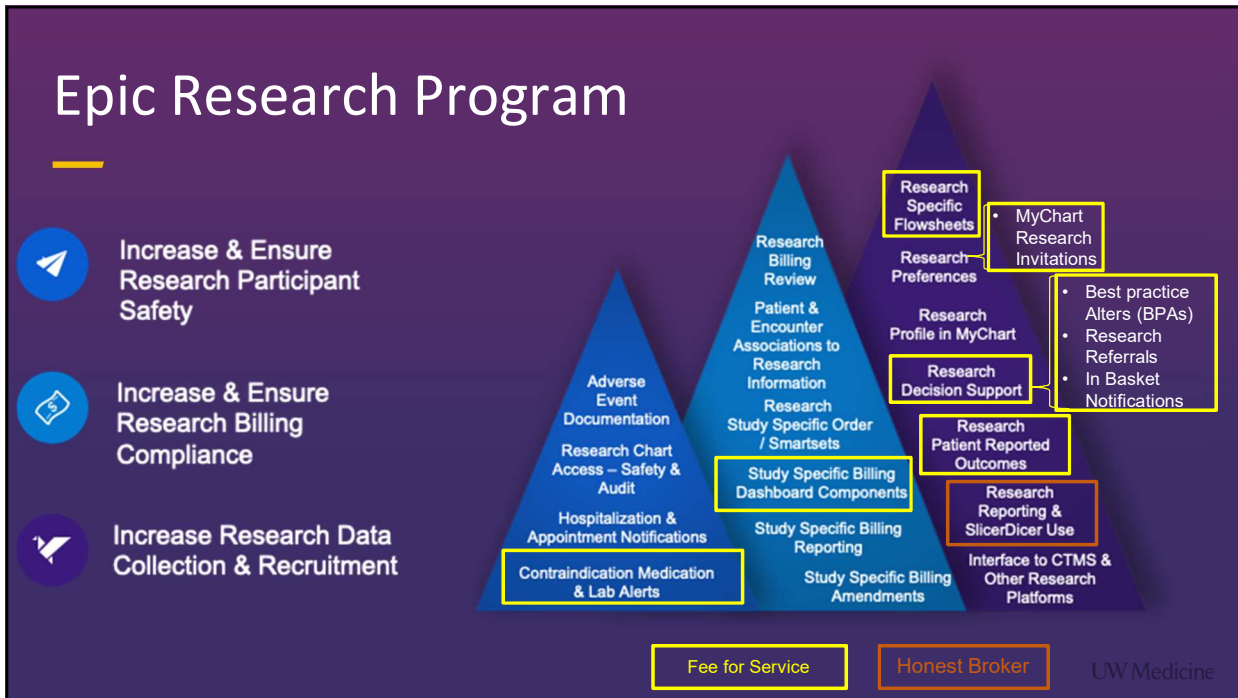 Epic Research Program
Increase & Ensure
Research Participant
Safety
Increase & Ensure
Research Billing
Compliance
Increase Research Data
Collection & Recruitment
Adverse
Event
Documentation
Research Chart
Access – Safety &
Audit
Hospitalization &
Appointment Notifications
Contraindication Medication
& Lab Alerts
Research
Billing
Review
Patient &
Encounter
Associations to
Research
Information
Research
Study Specific Order
/ Smartsets
Study Specific Billing
Dashboard Components
Study Specific Billing
Reporting
Study Specific Billing
Amendments
Research
Specific
Flowsheets
Research
Preferences
Research
Profile in MyChart
Research
Decision Support
Research
Patient Reported
Outcomes
Research
Reporting &
SlicerDicer Use
Interface to CTMS &
Other Research
Platforms
• MyChart
Research
Invitations
• Best practice
Alters (BPAs)
• Research
Referrals
• In Basket
Notifications
Fee for Service
Honest Broker
UW Medicine